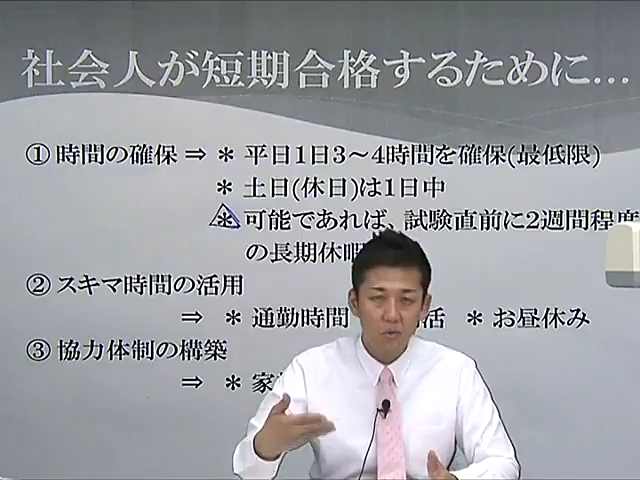 社会人が短期合格するために…
① 時間の確保 ⇒ ＊ 平日1日3～4時間を確保(最低限)
＊ 土日(休日)は1日中
＊ 可能であれば、試験直前に2週間程度
の長期休暇
② スキマ時間の活用
⇒ ＊ 通勤時間 活 ＊ お昼休み
③ 協力体制の構築
⇒ ＊ 家